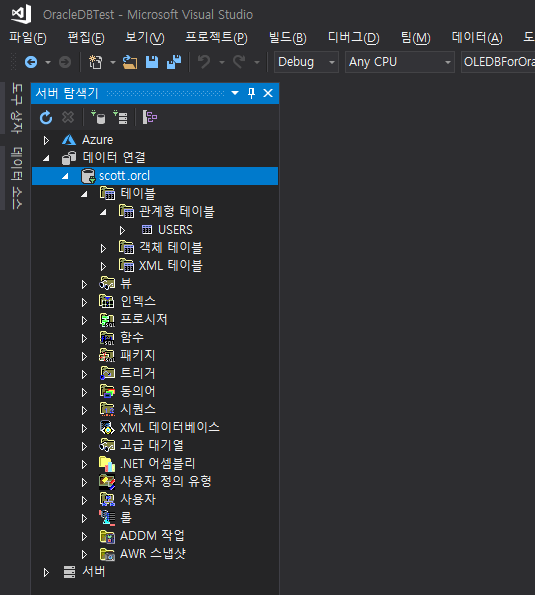 OracleDBTest - Microsoft Visual Studio
파일(F) 편집(E) 보기(V) 프로젝트(P) 빌드(B) 디버그(D) 팀(M) 데이터(A) 도
Debug Any CPU OLEDBForOra
도구 상자
데이터 소스
서버 탐색기
Azure
데이터 연결
scott.orcl
테이블
관계형 테이블
USERS
객체 테이블
XML 테이블
뷰
인덱스
프로시저
함수
패키지
트리거
동의어
시퀀스
XML 데이터베이스
고급 대기열
.NET 어셈블리
사용자 정의 유형
사용자
롤
ADDM 작업
AWR 스냅샷
서버